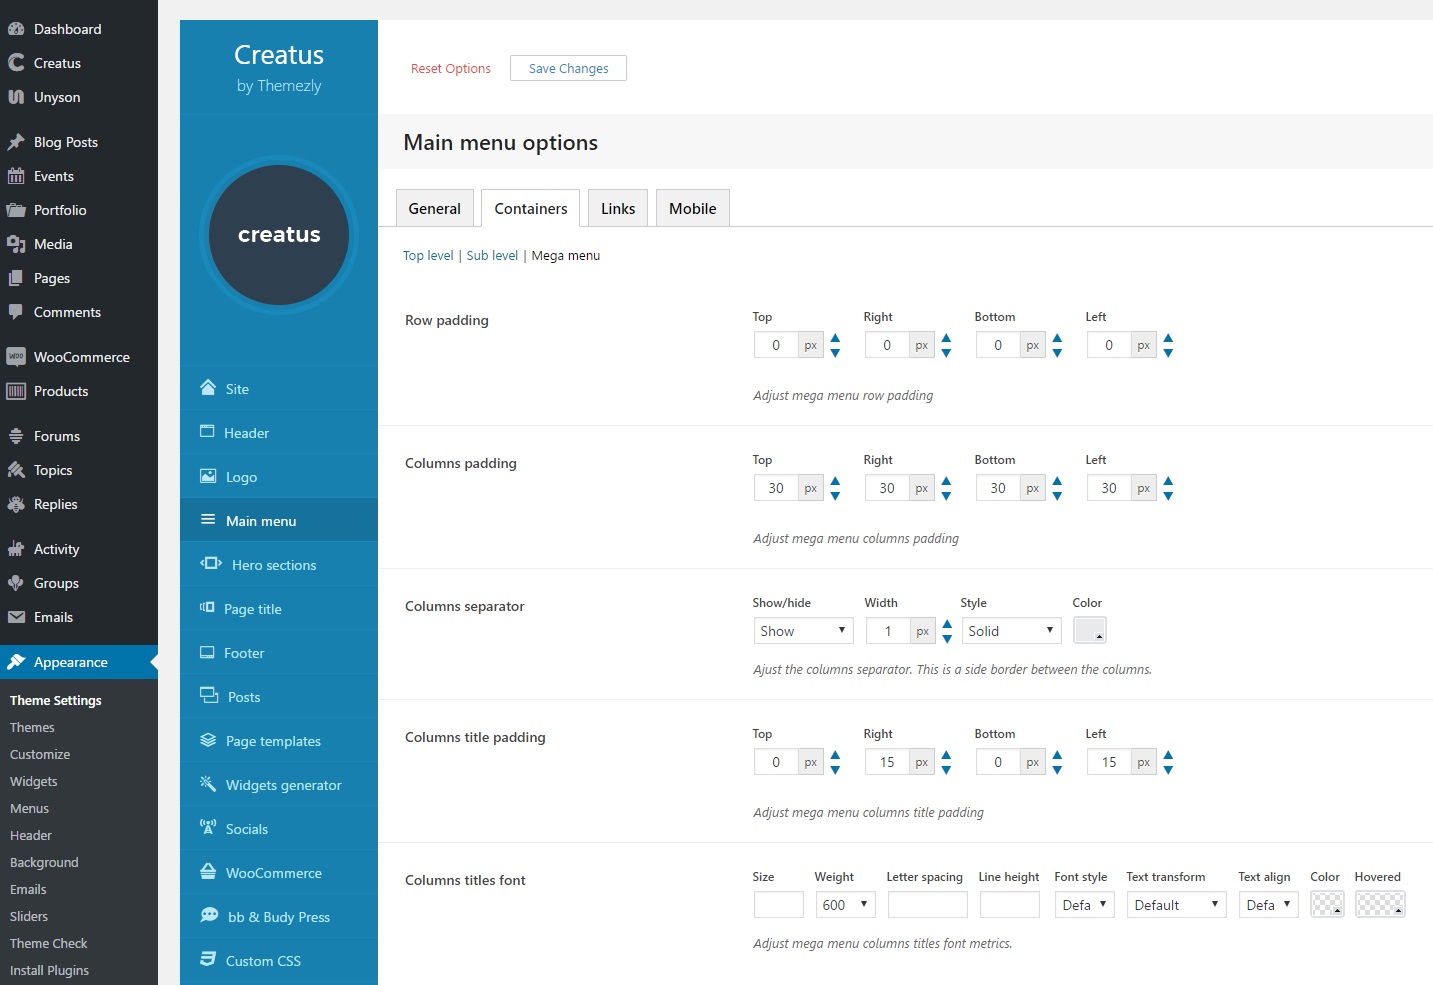 Dashboard
Creatus
Unyson
Blog Posts
Events
Portfolio
Media
Pages
Comments
WOO WooCommerce
Products
Forums
Topics
Replies
Activity
Groups
Emails
Appearance
Theme Settings
Themes
Customize
Widgets
Menus
Header
Background
Emails
Sliders
Theme Check
Install Plugins
Creatus
by Themezly
creatus
Site
Header
Logo
Main menu
Hero sections
Page title
Footer
Posts
Page templates
Widgets generator
Socials
WooCommerce
bb & Budy Press
Custom CSS
Reset Options Save Changes
Main menu options
General Containers Links Mobile
Top level | Sub level | Mega menu
Row padding
Top Right Bottom Left
0 px 0 px 0 px 0 px
Adjust mega menu row padding
Columns padding
Top Right Bottom Left
30 px 30 px 30 px 30 px
Adjust mega menu columns padding
Columns separator
Show/hide Width Style Color
Show 1 px Solid
Ajust the columns separator. This is a side border between the columns.
Columns title padding
Top Right Bottom Left
0 px 15 px 0 px 15 px
Adjust mega menu columns title padding
Columns titles font
Size Weight Letter spacing Line height Font style Text transform Text align Color Hovered
600 Defa Default Defa
Adjust mega menu columns titles font metrics.